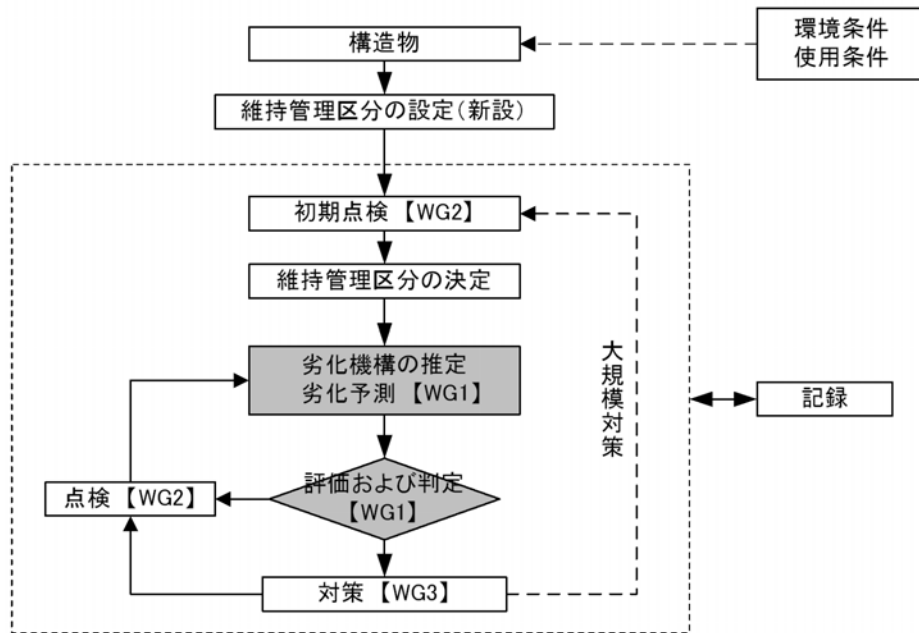 構造物
環境条件
使用条件
維持管理区分の設定(新設)
初期点検【WG2】
維持管理区分の決定
劣化機構の推定
劣化予測【WG1】
大規模対策
記録
評価および判定
【WG1】
点検【WG2】
対策【WG3】